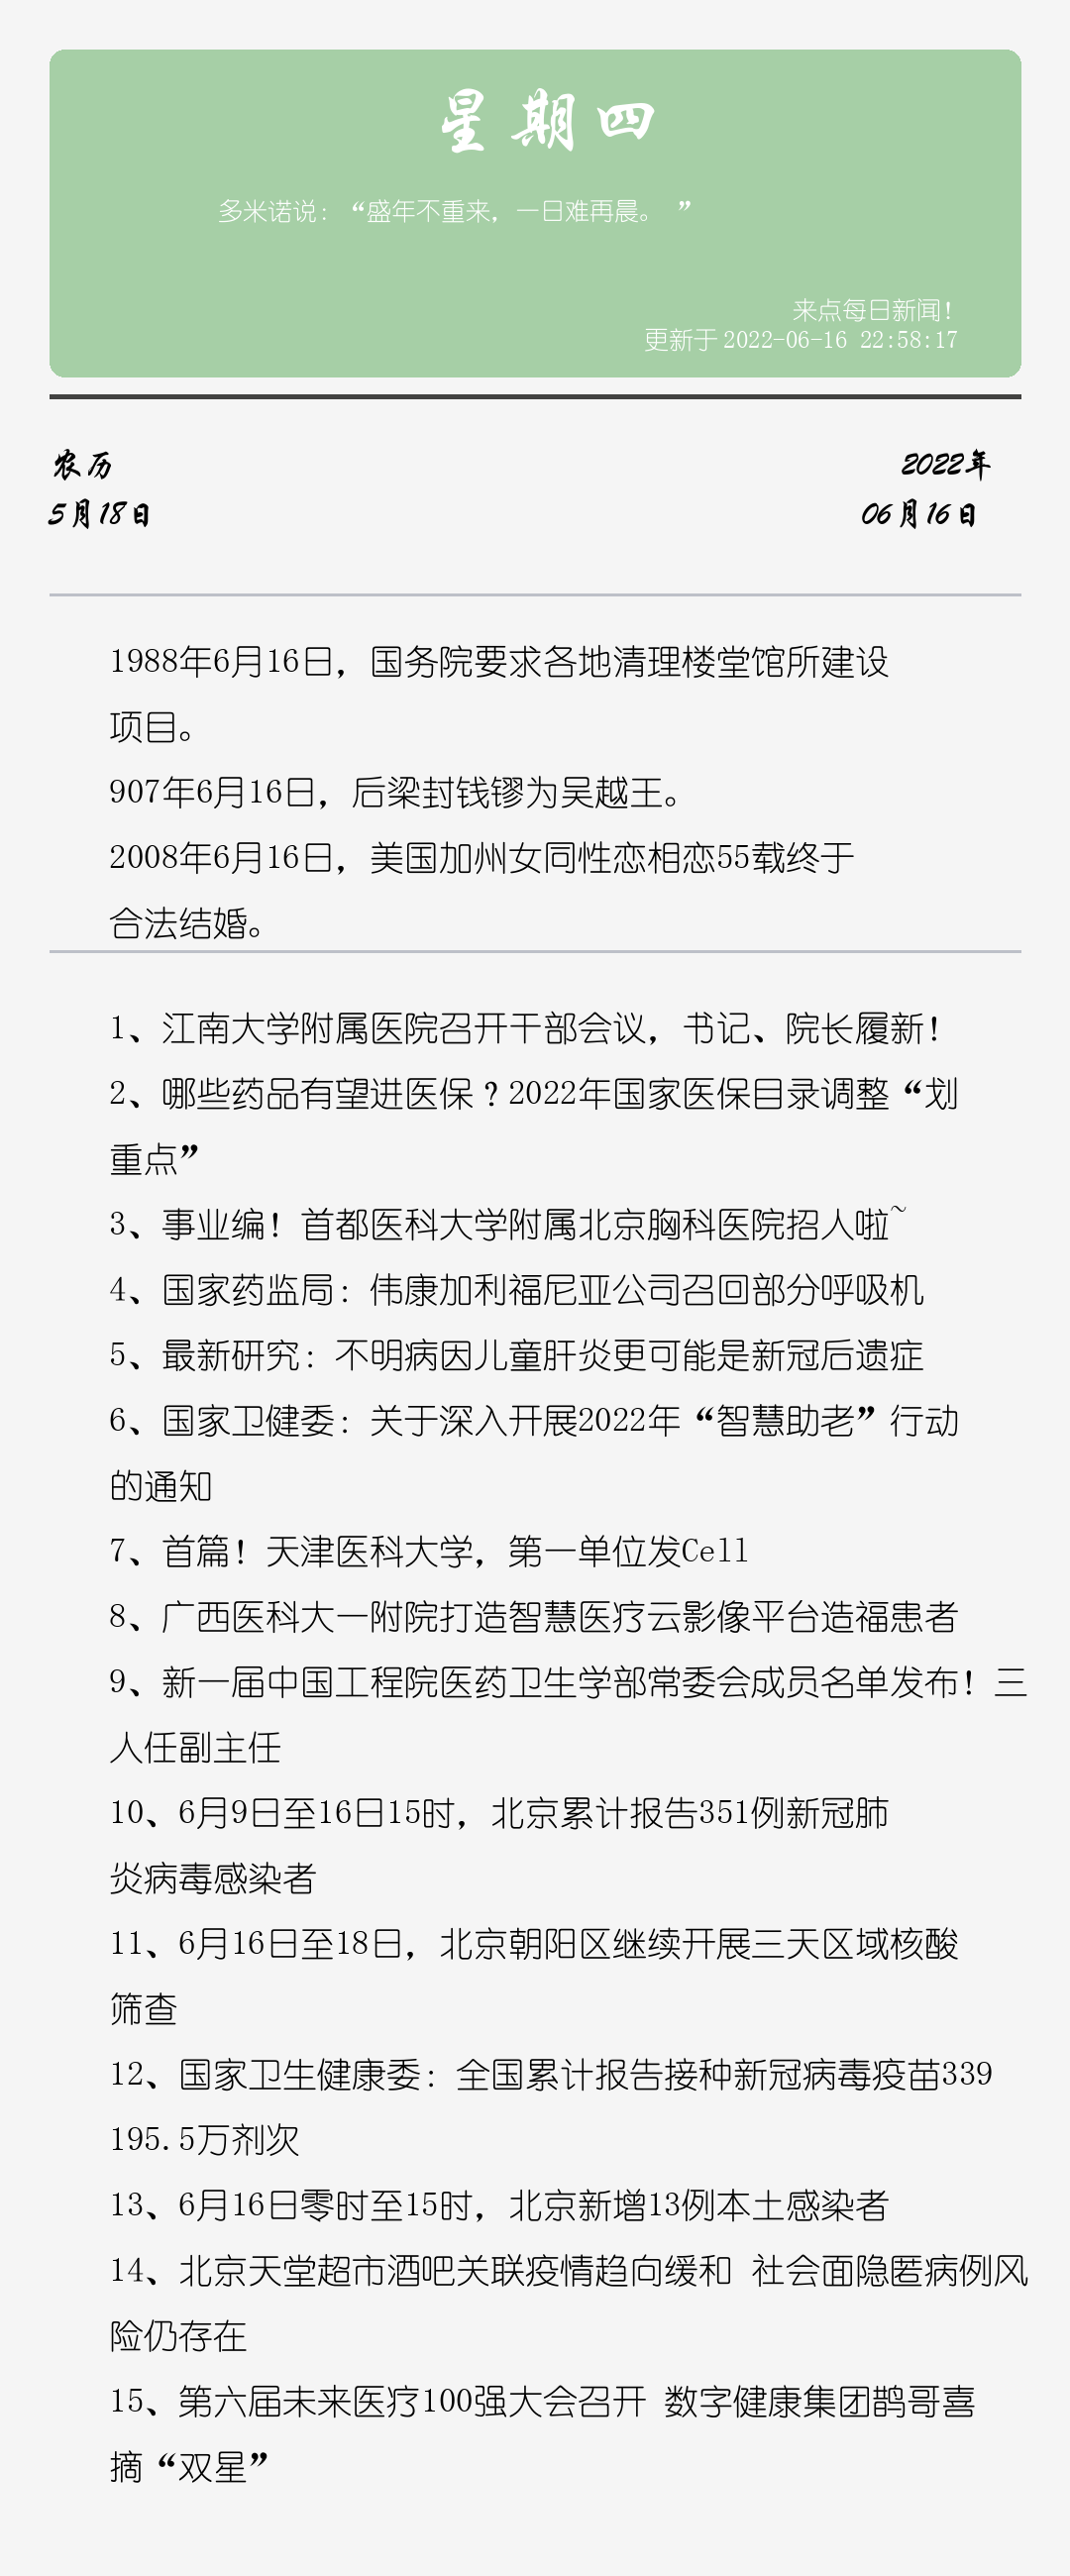 星期四
多米诺说：“盛年不重来，一日难再晨。 ”
来点每日新闻！
更新于 2022-06-16 22:58:17
农历
2022年
5月18日
06月16日
1988年6月16日，国务院要求各地清理楼堂馆所建设
项目。
907年6月16日，后梁封钱镠为吴越王。
2008年6月16日，美国加州女同性恋相恋55载终于
合法结婚。
1、江南大学附属医院召开干部会议，书记、院长履新！
2、哪些药品有望进医保？2022年国家医保目录调整“划
重点”
3、事业编！首都医科大学附属北京胸科医院招人啦~
4、国家药监局：伟康加利福尼亚公司召回部分呼吸机
5、最新研究：不明病因儿童肝炎更可能是新冠后遗症
6、国家卫健委：关于深入开展2022年“智慧助老”行动
的通知
7、首篇！天津医科大学，第一单位发Cell
8、广西医科大一附院打造智慧医疗云影像平台造福患者
9、新一届中国工程院医药卫生学部常委会成员名单发布！三
人任副主任
10、6月9日至16日15时，北京累计报告351例新冠肺
炎病毒感染者
11、6月16日至18日，北京朝阳区继续开展三天区域核酸
筛查
12、国家卫生健康委：全国累计报告接种新冠病毒疫苗339
195.5万剂次
13、6月16日零时至15时，北京新增13例本土感染者
14、北京天堂超市酒吧关联疫情趋向缓和 社会面隐匿病例风
险仍存在
15、第六届未来医疗100强大会召开 数字健康集团鹊哥喜
摘“双星”